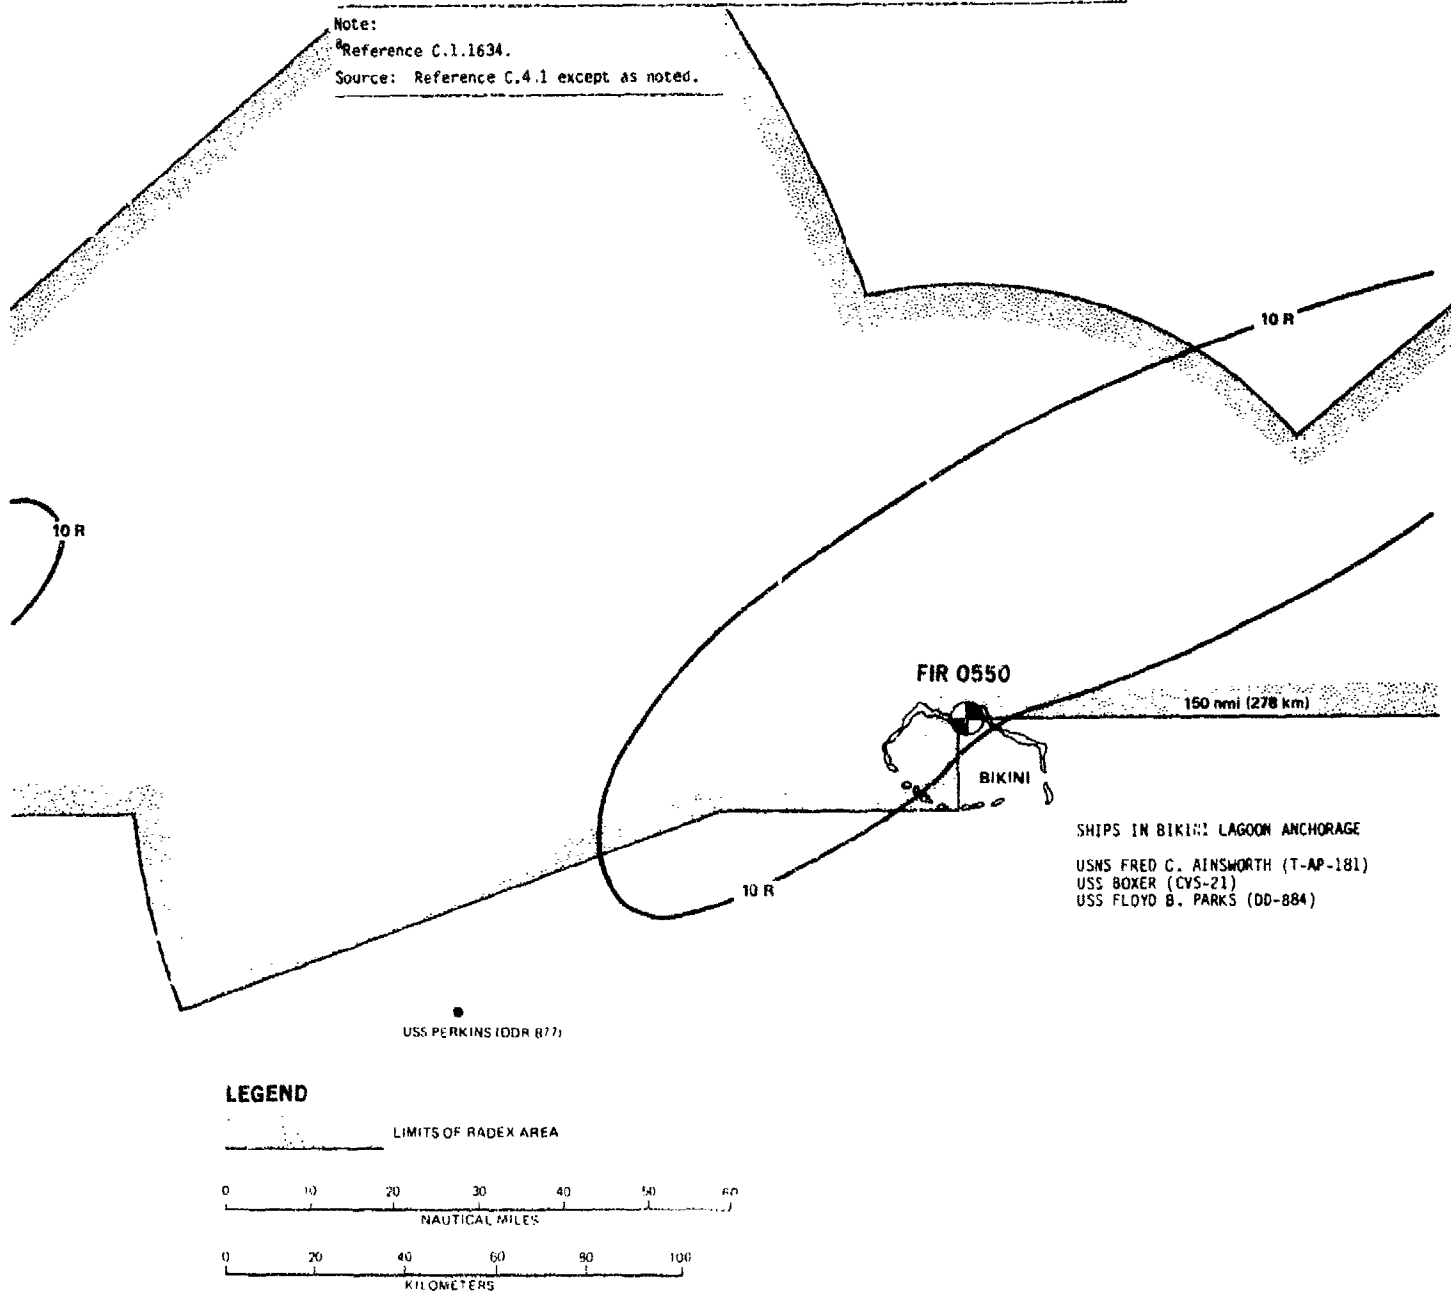 Note:
aReference C.1.1634.
Source: Reference C.4.1 except as noted.
10 R
10 R
FIR 0550
150 nmi (278 km)
BIKINI
SHIPS IN BIKINI LAGOON ANCHORAGE
USNS FRED C. AINSWORTH (T-AP-181)
USS BOXER (CVS-21)
USS FLOYD B. PARKS (DD-884)
10 R
USS PERKINS (DDR 877)
LEGEND
LIMITS OF RADEX AREA
0 10 20 30 40 50 60
NAUTICAL MILES
0 20 40 60 80 100
KILOMETERS